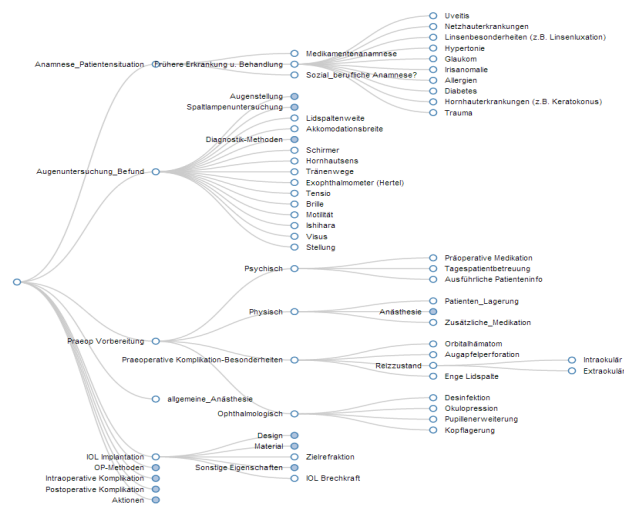 Uveitis
Netzhauterkrankungen
Linsenbesonderheiten (z.B. Linsenluxation)
Medikamentenanamnese
Hypertonie
Anamnese_Patientensituation
Frühere Erkrankung u. Behandlung
Glaukom
Sozial_berufliche Anamnese?
Irisanomalie
Allergien
Diabetes
Hornhauterkrankungen (z.B. Keratokonus)
Trauma
Augenstellung
Spaltlampenuntersuchung
Lidspaltenweite
Akkomodationsbreite
Diagnostik-Methoden
Schirmer
Hornhautsens
Augenuntersuchung_Befund
Tränenwege
Exophthalmometer (Hertel)
Tensio
Brille
Motilität
Ishihara
Visus
Stellung
Psychisch
Präoperative Medikation
Tagespatientbetreuung
Ausführliche Patienteninfo
Physisch
Patienten_Lagerung
Anästhesie
Zusätzliche_Medikation
Praeop Vorbereitung
Praeoperative Komplikation-Besonderheiten
Orbitalhämatom
Augapfelperforation
Reizzustand
Intraokulär
Extraokulär
Enge Lidspalte
allgemeine_Anästhesie
Ophthalmologisch
Desinfektion
Okulopression
Pupillenerweiterung
Kopflagerung
Design
Material
IOL Implantation
Zielrefraktion
OP-Methoden
Sonstige Eigenschaften
Intraoperative Komplikation
IOL Brechkraft
Postoperative Komplikation
Aktionen